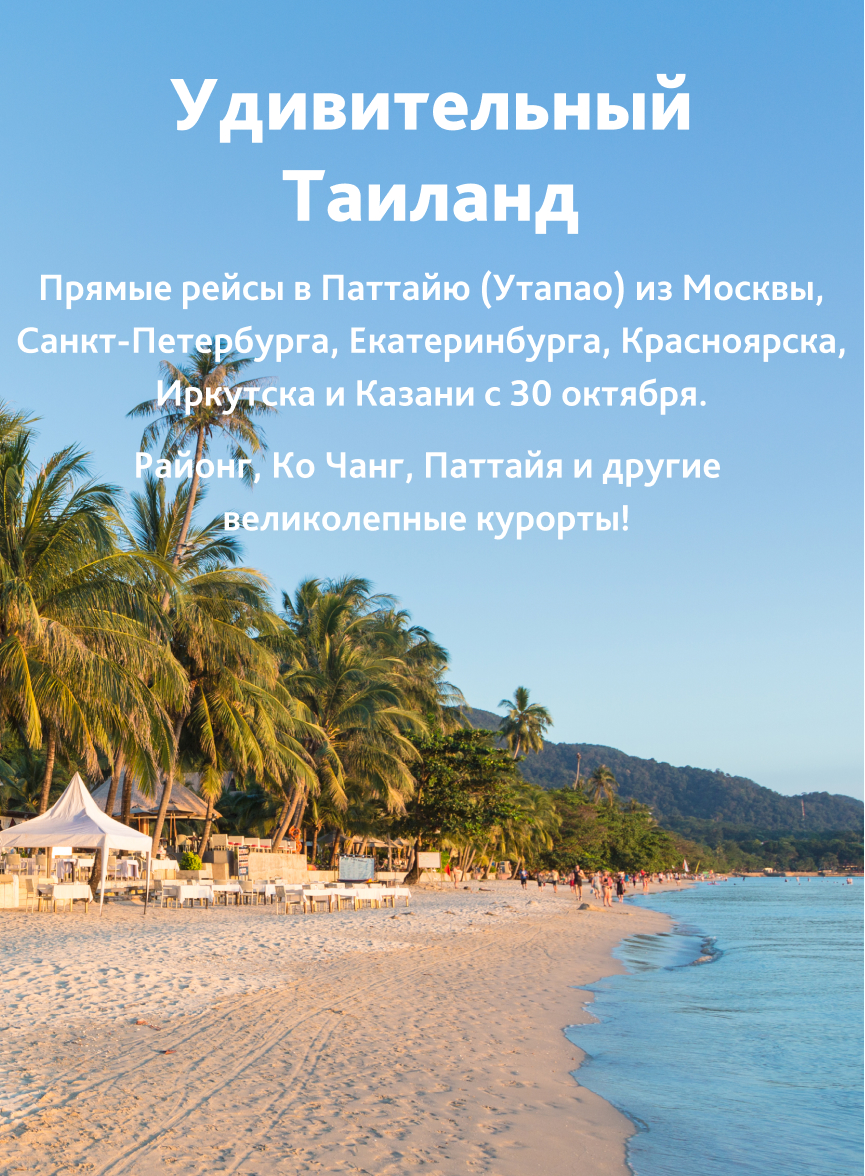 Удивительный
Таиланд
Прямые рейсы в Паттайю (Утапао) из Москвы,
Санкт-Петербурга, Екатеринбурга, Красноярска,
Иркутска и Казани с 30 октября.
Районг, Ко Чанг, Паттайя и другие
великолепные курорты!